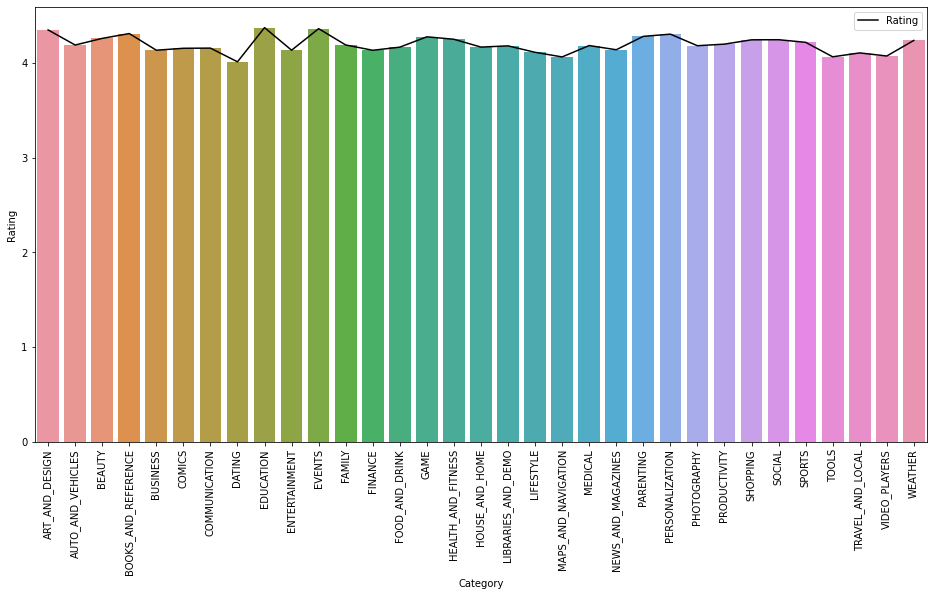 Rating
4
3
2
1
0
Rating
ART_AND_DESIGN
AUTO_AND_VEHICLES
BEAUTY
BOOKS_AND_REFERENCE
BUSINESS
COMICS
COMMUNICATION
DATING
EDUCATION
ENTERTAINMENT
EVENTS
FAMILY
FINANCE
FOOD_AND_DRINK
GAME
HEALTH_AND_FITNESS
HOUSE_AND_HOME
LIBRARIES_AND_DEMO
LIFESTYLE
MAPS_AND_NAVIGATION
MEDICAL
NEWS_AND_MAGAZINES
PARENTING
PERSONALIZATION
PHOTOGRAPHY
PRODUCTIVITY
SHOPPING
SOCIAL
SPORTS
TOOLS
TRAVEL_AND_LOCAL
VIDEO_PLAYERS
WEATHER
Category